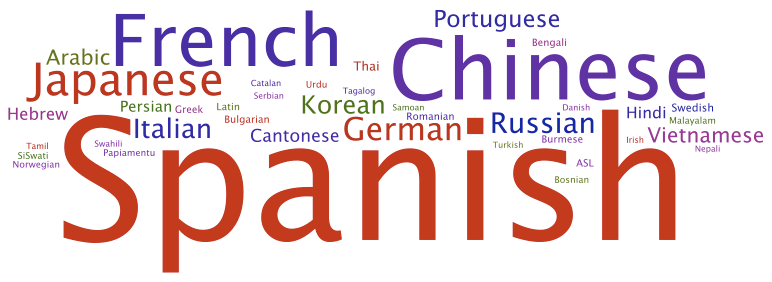 Portuguese
French
Chinese
Bengali
Arabic
Japanese
Thai
Catalan
Urdu
Tagalog
Serbian
Hebrew
Persian
Greek
Latin
Korean
Samoan
Danish
Hindi
Swedish
Bulgarian
Romanian
Malayalam
Italian
Cantonese
German
Russian
Vietnamese
Tamil
Swahili
Turkish
Burmese
Irish
Nepali
SiSwati
Papiamentu
Norwegian
ASL
Bosnian
Spanish